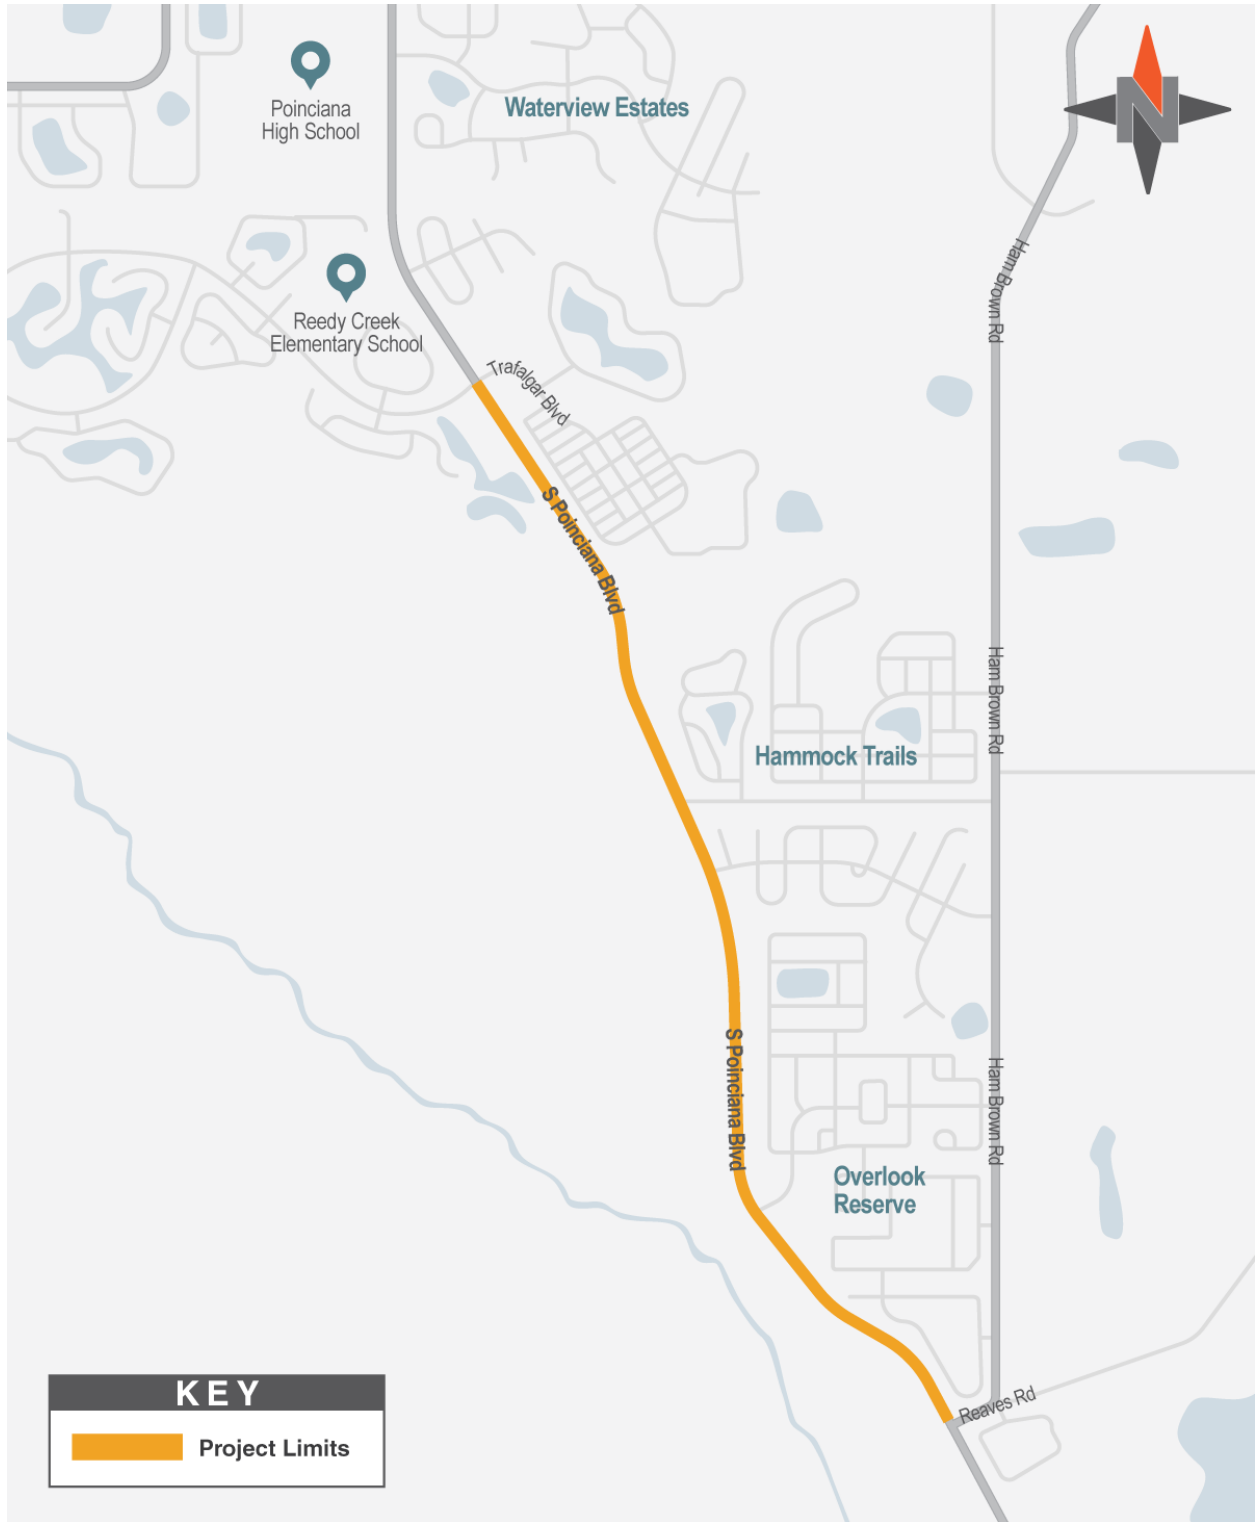 Poinciana
High School
Waterview Estates
N
Ham Brown Rd
Reedy Creek
Elementary School
Trafalgar Blvd
S Poinciana Blvd
Ham Brown Rd
Hammock Trails
S Poinciana Blvd
Ham Brown Rd
Overlook
Reserve
Reaves Rd
KEY
Project Limits